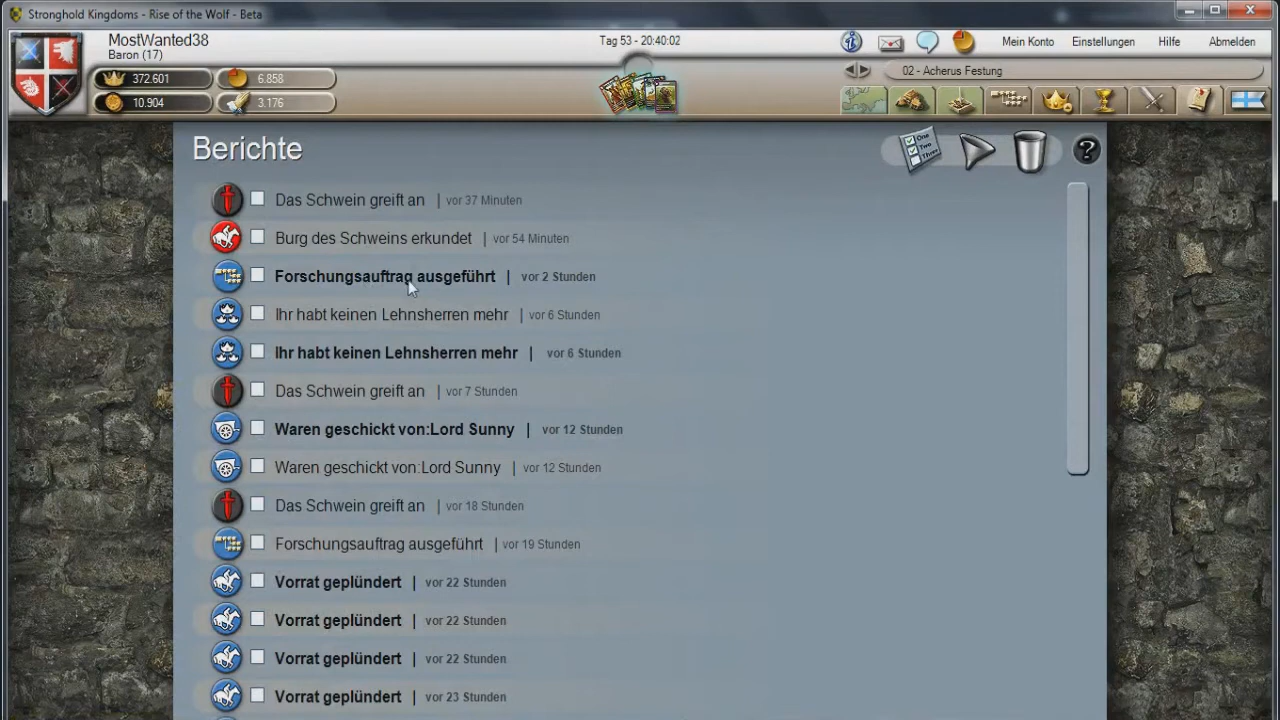 Stronghold Kingdoms - Rise of the Wolf - Beta
MostWanted38
Baron (17)
Tag 53 - 20:40:02
Mein Konto Einstellungen Hilfe Abmelden
372.601 6.858
02 - Acherus Festung
10.904 3.176
Berichte
One
Two
Three
?
Das Schwein greift an | vor 37 Minuten
Burg des Schweins erkundet | vor 54 Minuten
Forschungsauftrag ausgeführt | vor 2 Stunden
Ihr habt keinen Lehnsherren mehr | vor 6 Stunden
Ihr habt keinen Lehnsherren mehr | vor 6 Stunden
Das Schwein greift an | vor 7 Stunden
Waren geschickt von:Lord Sunny | vor 12 Stunden
Waren geschickt von:Lord Sunny | vor 12 Stunden
Das Schwein greift an | vor 18 Stunden
Forschungsauftrag ausgeführt | vor 19 Stunden
Vorrat geplündert | vor 22 Stunden
Vorrat geplündert | vor 22 Stunden
Vorrat geplündert | vor 22 Stunden
Vorrat geplündert | vor 23 Stunden